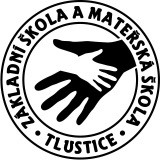 ZÁKLADNÍ ŠKOLA A MATEŘSKÁ ŠKOLA
• TLUSTICE •